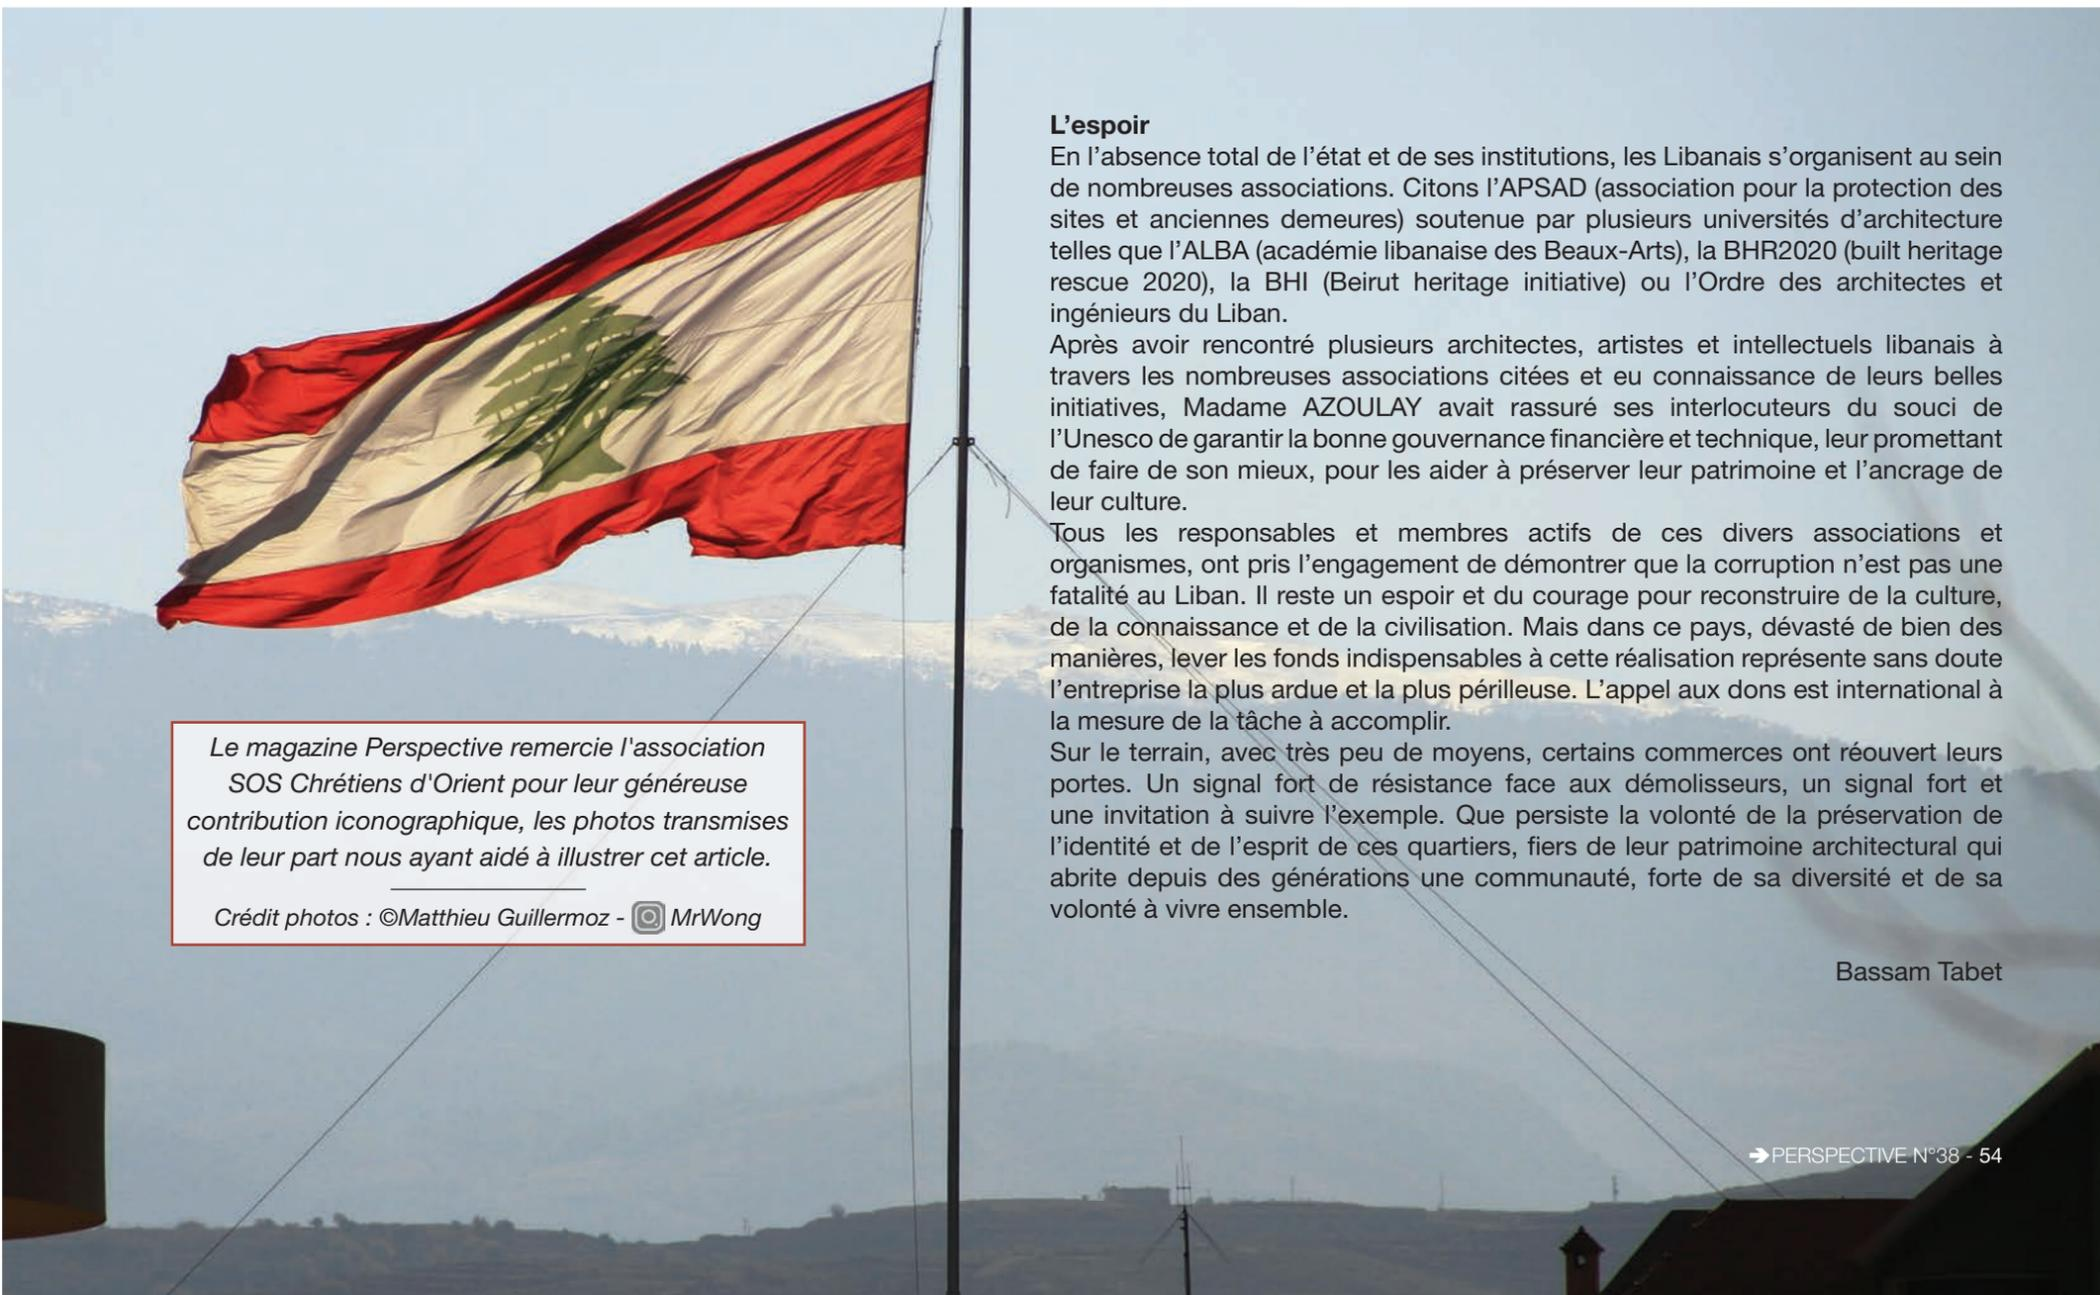 L’espoir
En l’absence total de l’état et de ses institutions, les Libanais s’organisent au sein
de nombreuses associations. Citons l’APSAD (association pour la protection des
sites et anciennes demeures) soutenue par plusieurs universités d’architecture
telles que l’ALBA (académie libanaise des Beaux-Arts), la BHR2020 (built heritage
rescue 2020), la BHI (Beirut heritage initiative) ou l’Ordre des architectes et
ingénieurs du Liban.
Après avoir rencontré plusieurs architectes, artistes et intellectuels libanais à
travers les nombreuses associations citées et eu connaissance de leurs belles
initiatives, Madame AZOULAY avait rassuré ses interlocuteurs du souci de
l’Unesco de garantir la bonne gouvernance financière et technique, leur promettant
de faire de son mieux, pour les aider à préserver leur patrimoine et l’ancrage de
leur culture.
Tous les responsables et membres actifs de ces divers associations et
organismes, ont pris l’engagement de démontrer que la corruption n’est pas une
fatalité au Liban. Il reste un espoir et du courage pour reconstruire de la culture,
de la connaissance et de la civilisation. Mais dans ce pays, dévasté de bien des
manières, lever les fonds indispensables à cette réalisation représente sans doute
l’entreprise la plus ardue et la plus périlleuse. L’appel aux dons est international à
la mesure de la tâche à accomplir.
Sur le terrain, avec très peu de moyens, certains commerces ont réouvert leurs
portes. Un signal fort de résistance face aux démolisseurs, un signal fort et
une invitation à suivre l’exemple. Que persiste la volonté de la préservation de
l’identité et de l’esprit de ces quartiers, fiers de leur patrimoine architectural qui
abrite depuis des générations une communauté, forte de sa diversité et de sa
volonté à vivre ensemble.
Bassam Tabet
Le magazine Perspective remercie l'association
SOS Chrétiens d'Orient pour leur généreuse
contribution iconographique, les photos transmises
de leur part nous ayant aidé à illustrer cet article.
Crédit photos : ©Matthieu Guillermoz - MrWong
➔ PERSPECTIVE N°38 - 54